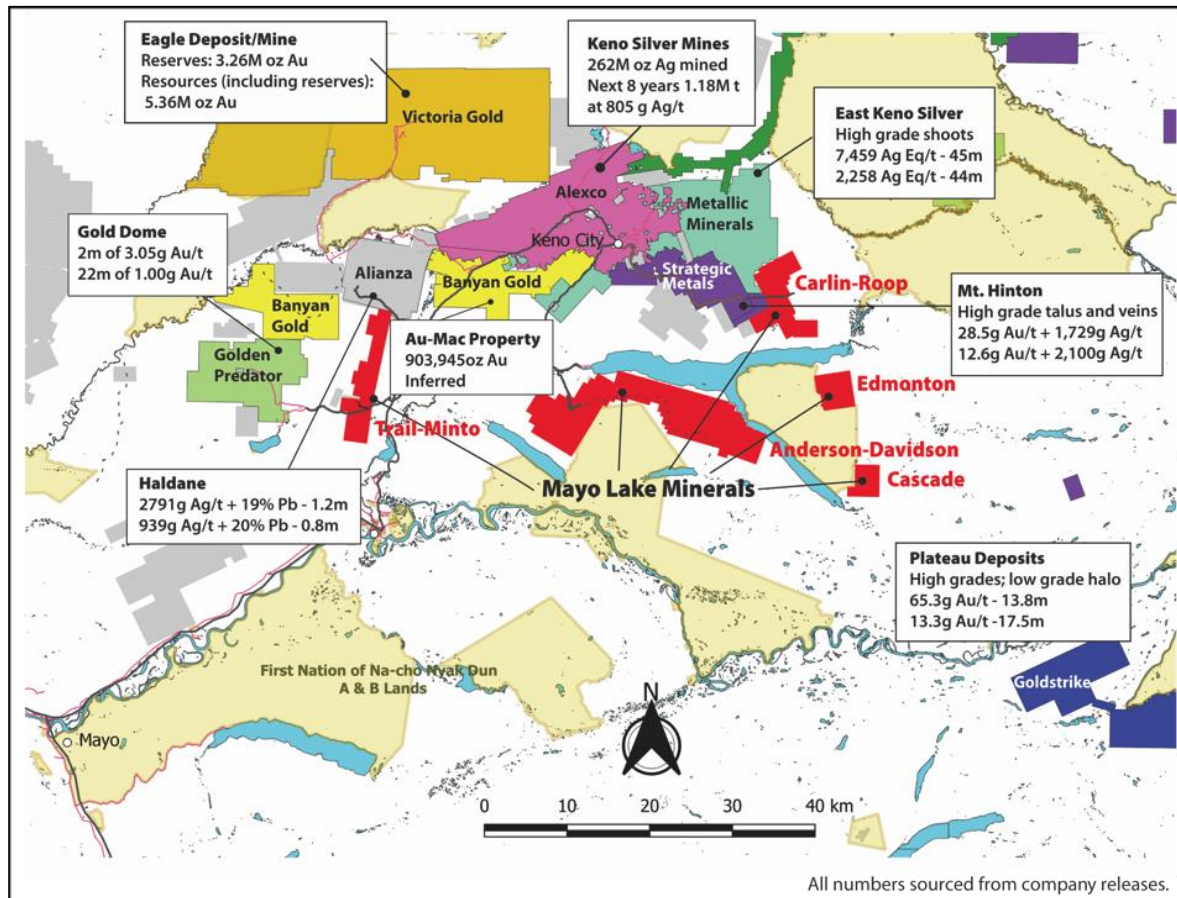 Eagle Deposit/Mine
Reserves: 3.26M oz Au
Resources (including reserves):
5.36M oz Au
Keno Silver Mines
262M oz Ag mined
Next 8 years 1.18M t
at 805 g Ag/t
East Keno Silver
High grade shoots
7,459 Ag Eq/t - 45m
2,258 Ag Eq/t - 44m
Victoria Gold
Alexco
Metallic
Minerals
Keno City
Gold Dome
2m of 3.05g Au/t
22m of 1.00g Au/t
Alianza
Banyan Gold
Strategic
Metals
Carlin-Roop
Mt. Hinton
High grade talus and veins
28.5g Au/t + 1,729g Ag/t
12.6g Au/t + 2,100g Ag/t
Banyan
Gold
Golden
Predator
Au-Mac Property
903,945oz Au
Inferred
Edmonton
Trail-Minto
Anderson-Davidson
Cascade
Mayo Lake Minerals
Haldane
2791g Ag/t + 19% Pb - 1.2m
939g Ag/t + 20% Pb - 0.8m
Plateau Deposits
High grades; low grade halo
65.3g Au/t - 13.8m
13.3g Au/t -17.5m
First Nation of Na-cho Nyak Dun
A & B Lands
Goldstrike
N
Mayo
0 10 20 30 40 km
All numbers sourced from company releases.